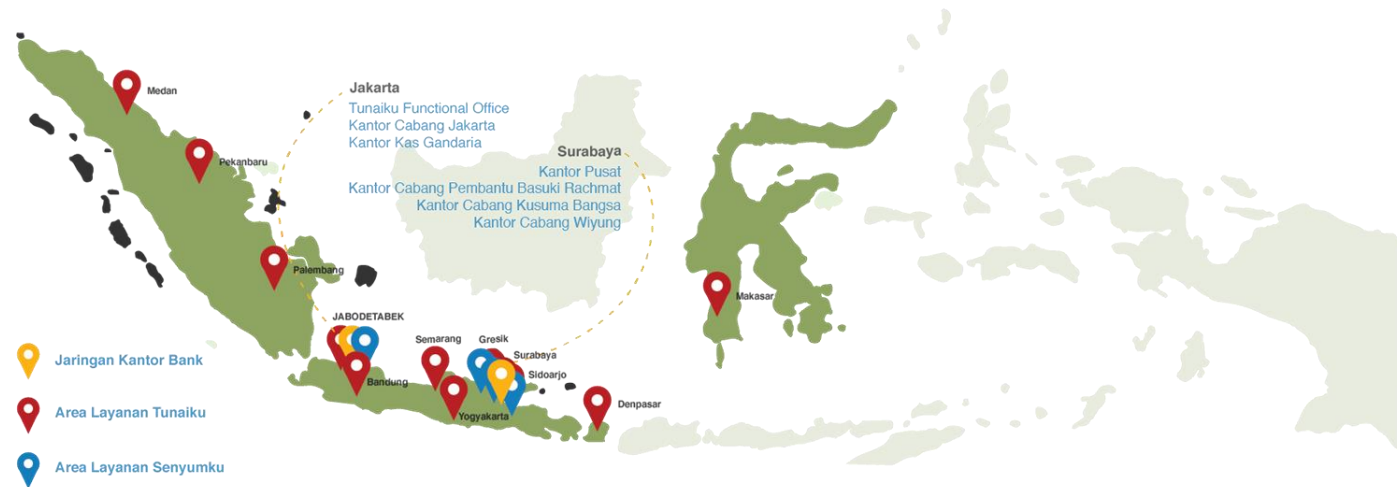 Medan
Pekanbaru
Palembang
Jakarta
Tunaiku Functional Office
Kantor Cabang Jakarta
Kantor Kas Gandaria
Surabaya
Kantor Pusat
Kantor Cabang Pembantu Basuki Rachmat
Kantor Cabang Kusuma Bangsa
Kantor Cabang Wiyung
JABODETABEK
Bandung
Semarang
Yogyakarta
Gresik
Surabaya
Sidoarjo
Denpasar
Makasar
Jaringan Kantor Bank
Area Layanan Tunaiku
Area Layanan Senyumku